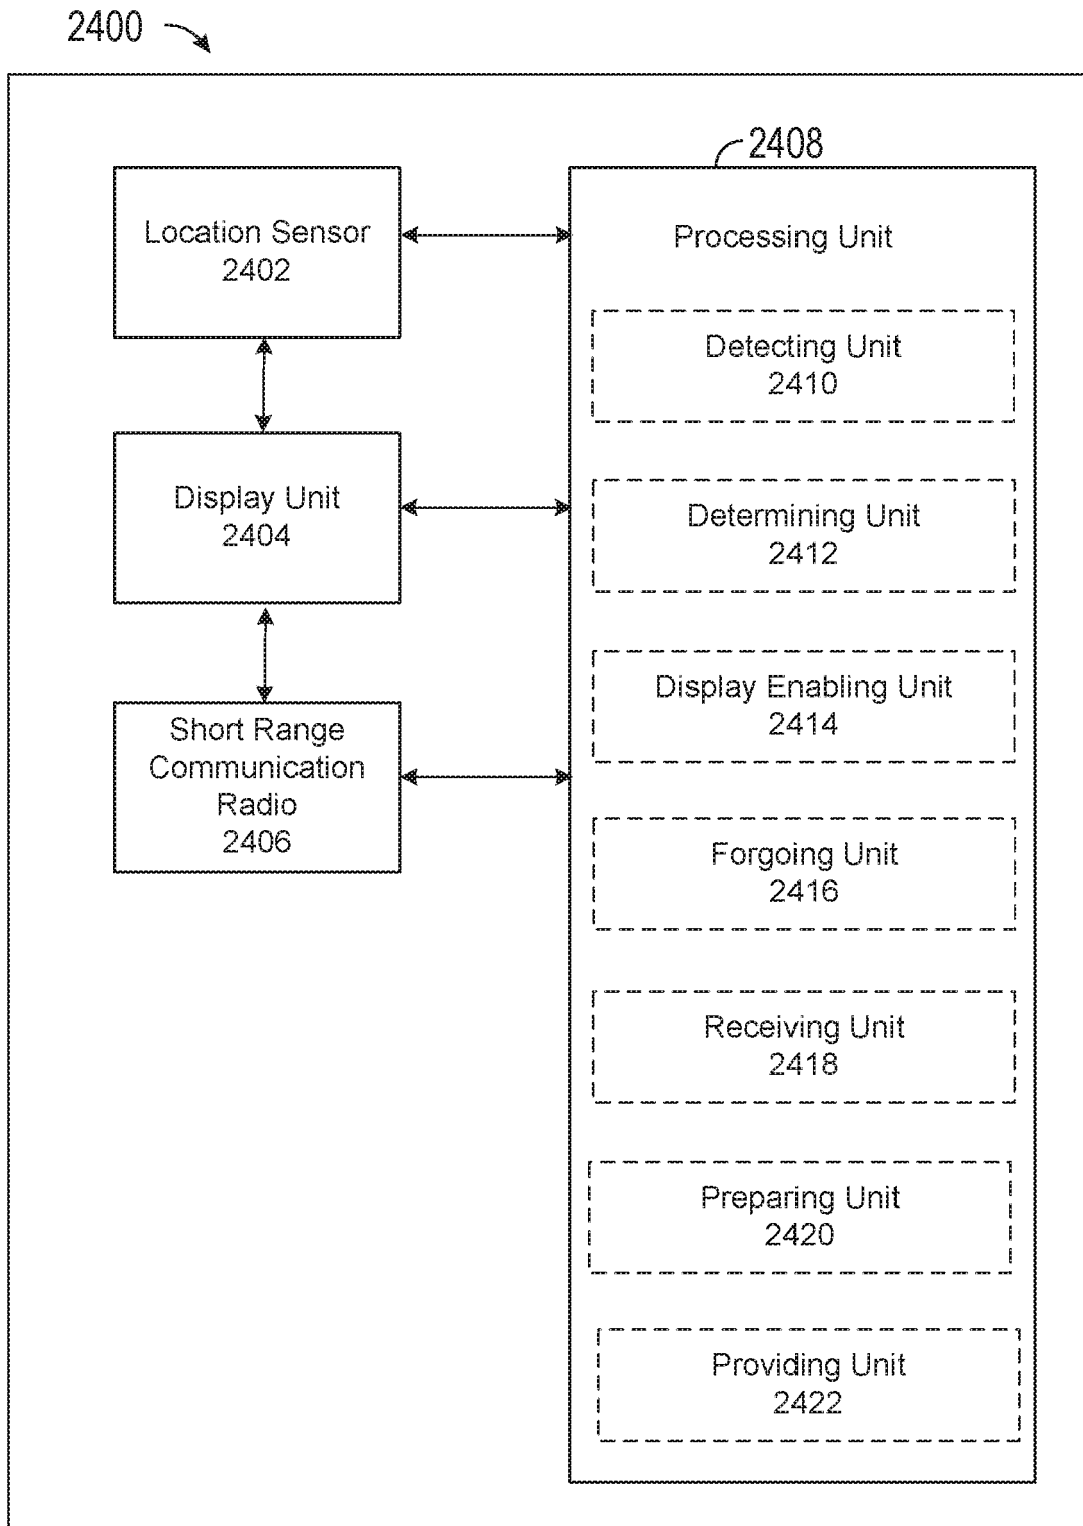 2400
2408
Location Sensor
2402
Display Unit
2404
Short Range
Communication
Radio
2406
Processing Unit
Detecting Unit
2410
Determining Unit
2412
Display Enabling Unit
2414
Forgoing Unit
2416
Receiving Unit
2418
Preparing Unit
2420
Providing Unit
2422